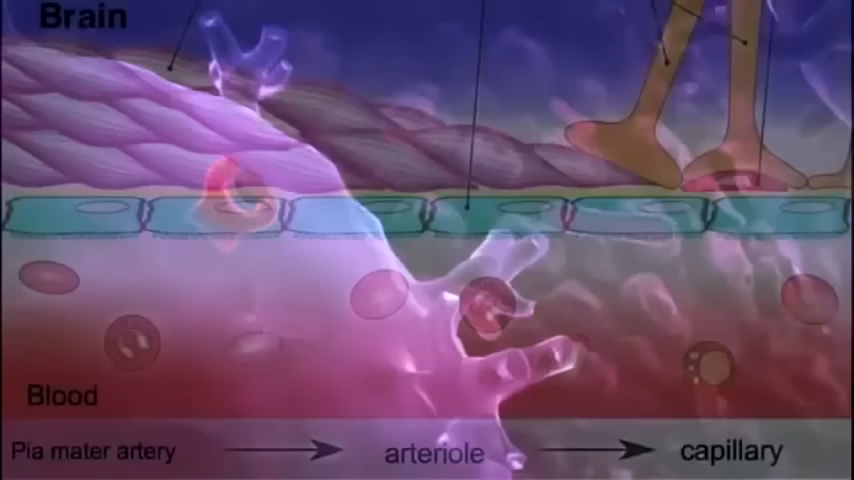 Brain
Blood
Pia mater artery
arteriole
capillary